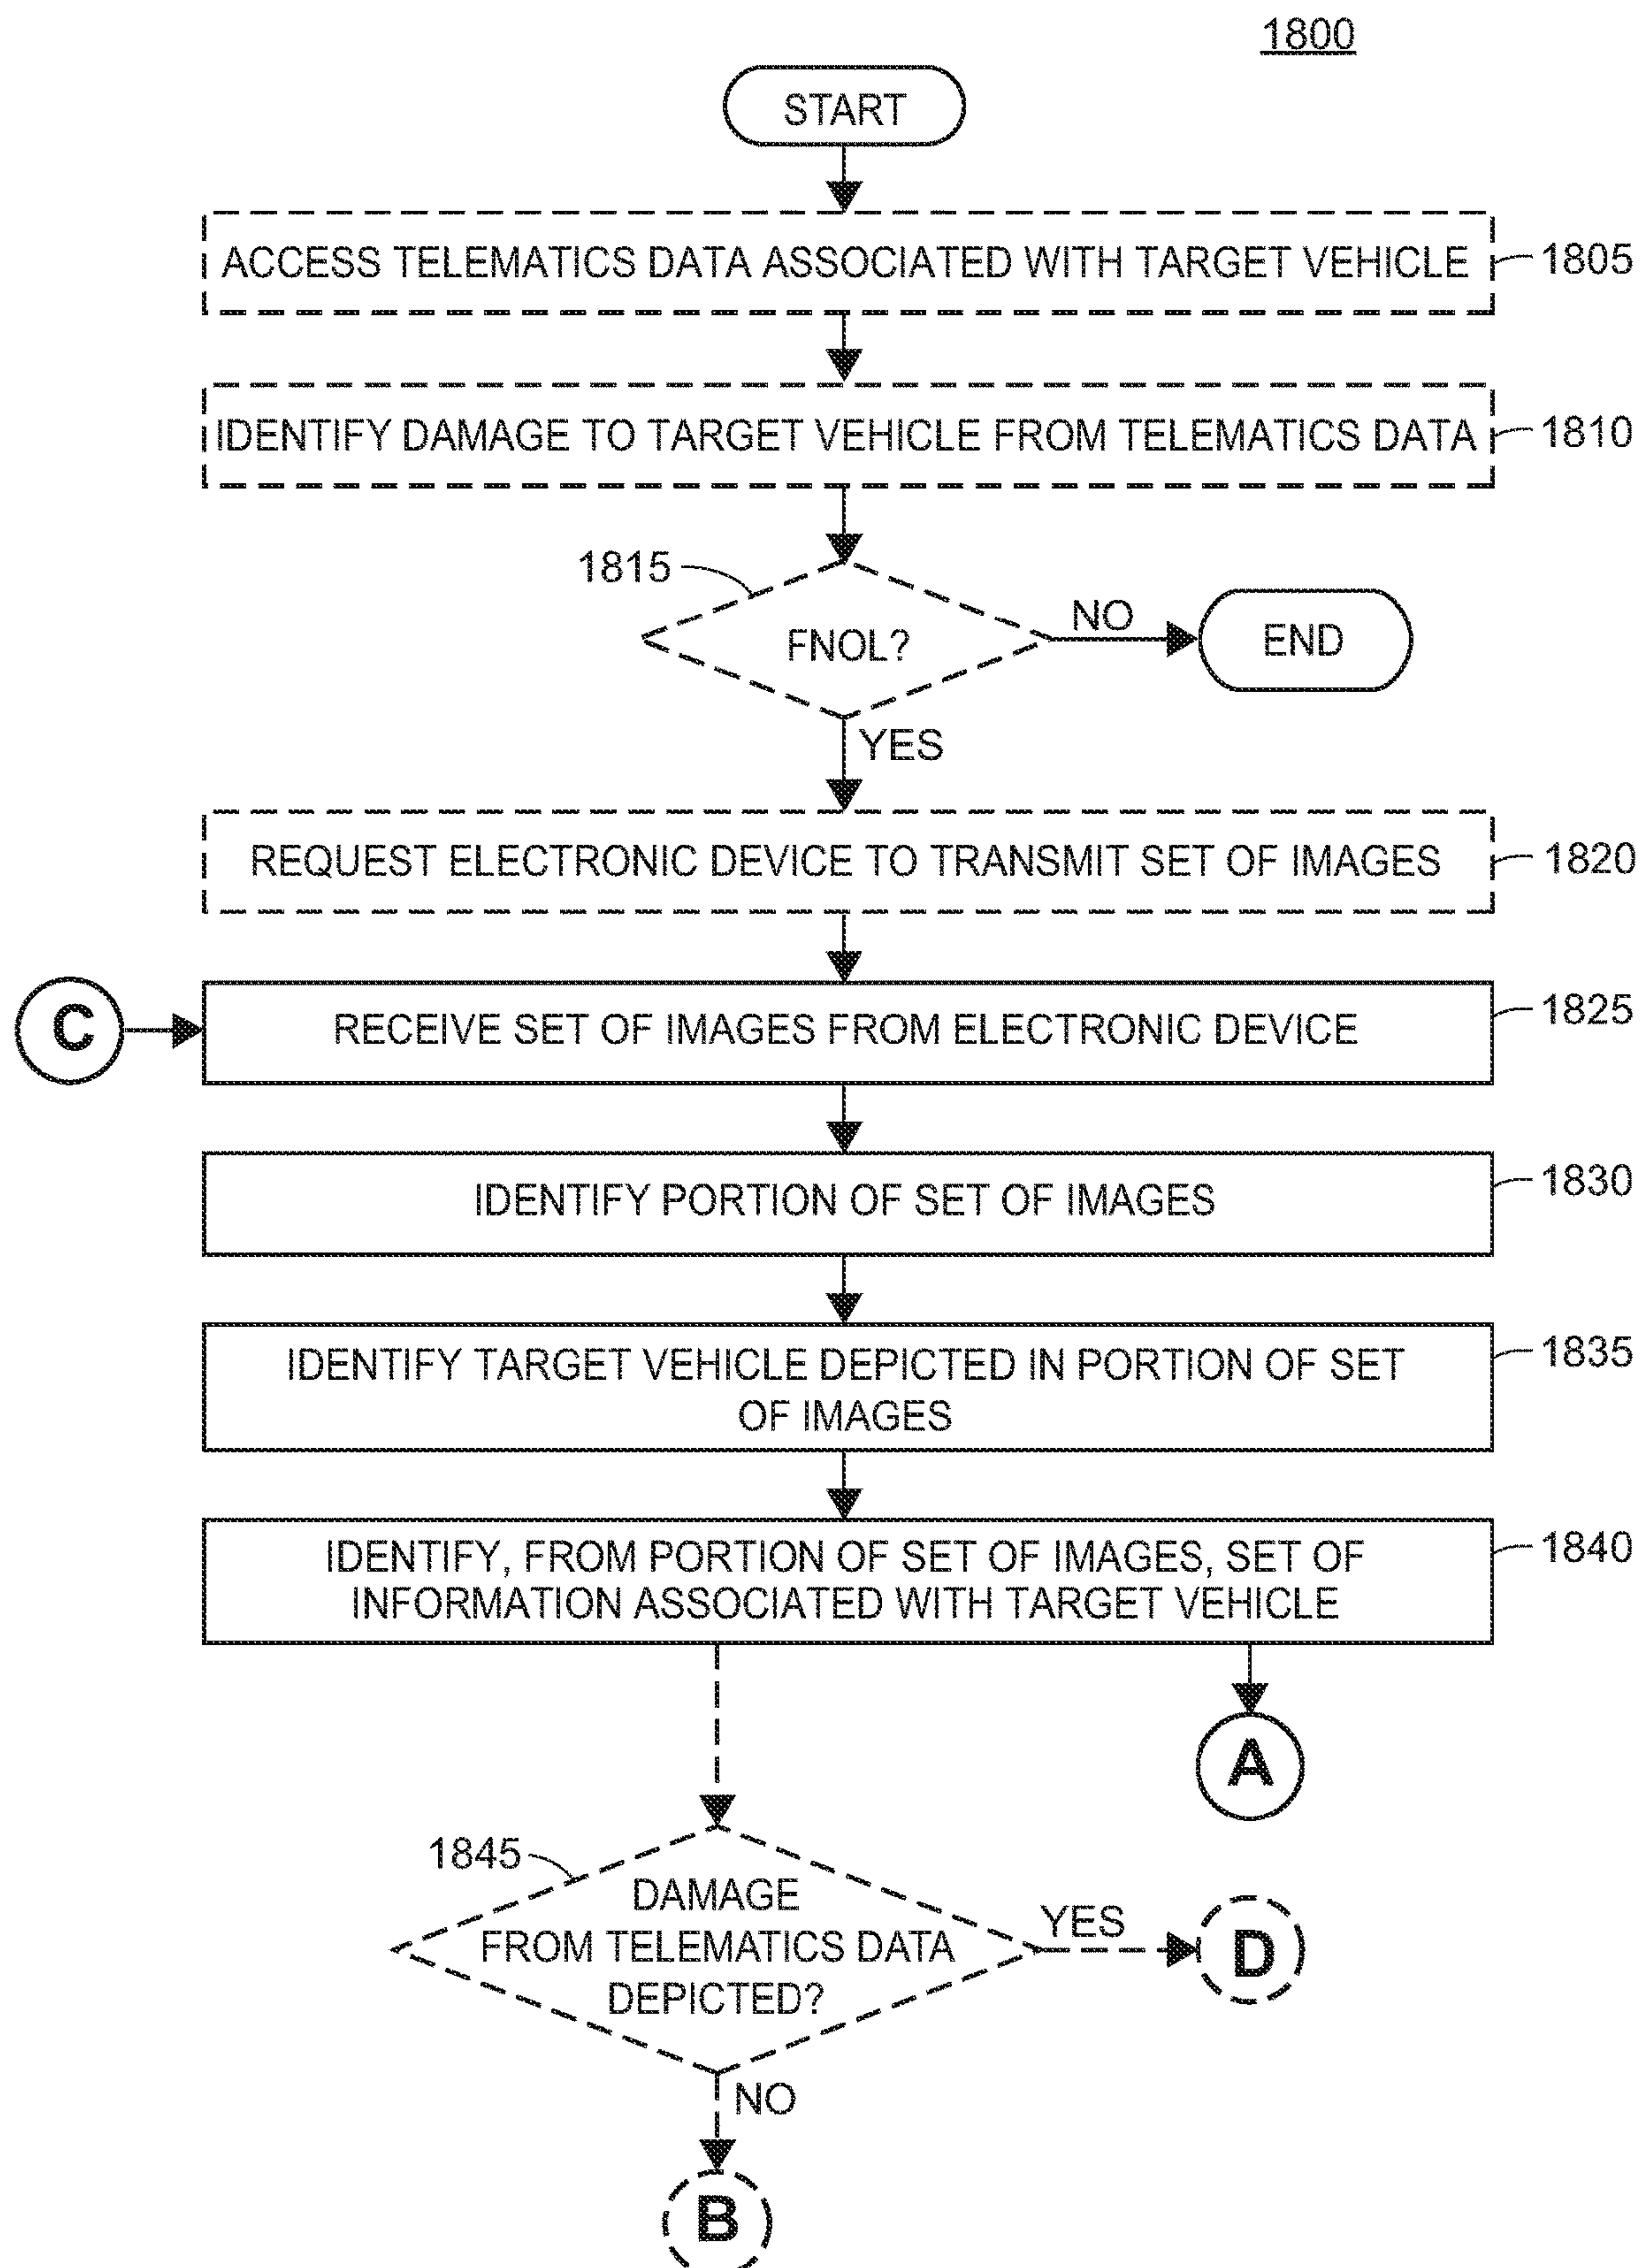 1800
START
ACCESS TELEMATICS DATA ASSOCIATED WITH TARGET VEHICLE
1805
IDENTIFY DAMAGE TO TARGET VEHICLE FROM TELEMATICS DATA
1810
1815
FNOL?
NO
END
YES
REQUEST ELECTRONIC DEVICE TO TRANSMIT SET OF IMAGES
1820
C
RECEIVE SET OF IMAGES FROM ELECTRONIC DEVICE
1825
IDENTIFY PORTION OF SET OF IMAGES
1830
IDENTIFY TARGET VEHICLE DEPICTED IN PORTION OF SET
OF IMAGES
1835
IDENTIFY, FROM PORTION OF SET OF IMAGES, SET OF
INFORMATION ASSOCIATED WITH TARGET VEHICLE
1840
A
1845
DAMAGE
FROM TELEMATICS DATA
DEPICTED?
YES
D
NO
B